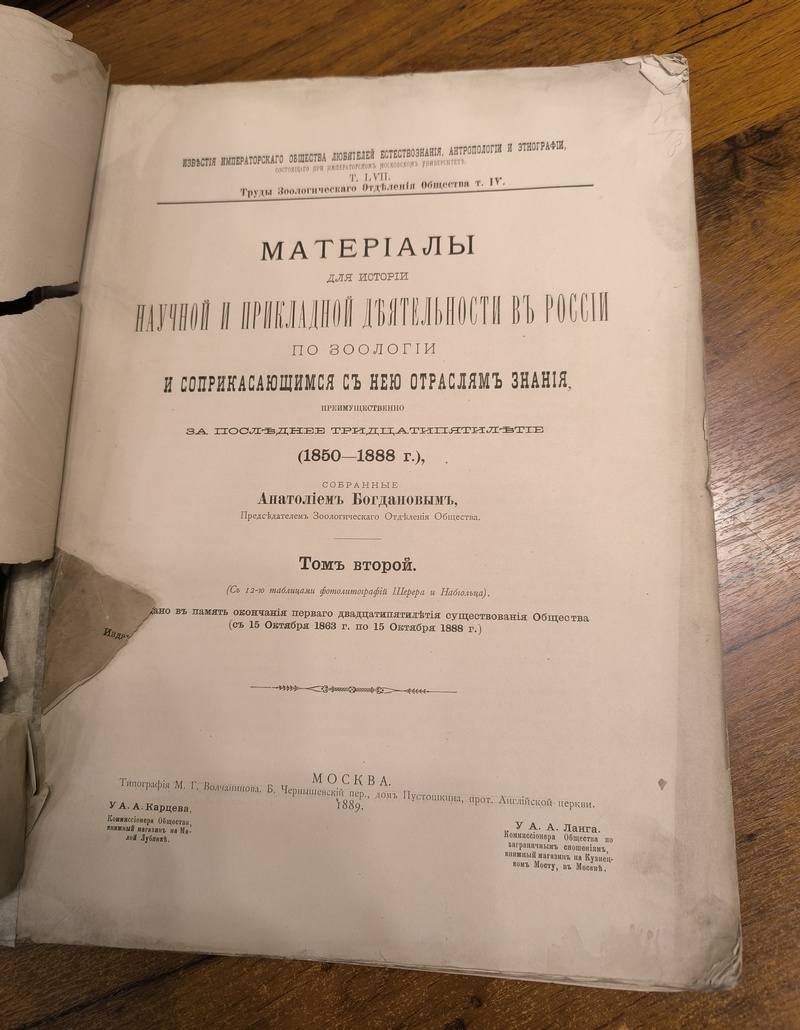 ИЗВѢСТІЯ ИМПЕРАТОРСКАГО ОБЩЕСТВА ЛЮБИТЕЛЕЙ ЕСТЕСТВОЗНАНІЯ, АНТРОПОЛОГІИ И ЭТНОГРАФІИ,
СОСТОЯЩАГО ПРИ ИМПЕРАТОРСКОМЪ МОСКОВСКОМЪ УНИВЕРСИТЕТѢ.
Т. LVII.
Труды Зоологическаго Отдѣленія Общества т. IV.
МАТЕРІАЛЫ
ДЛЯ ИСТОРІИ
НАУЧНОЙ И ПРИКЛАДНОЙ ДѢЯТЕЛЬНОСТИ ВЪ РОССІИ
ПО ЗООЛОГІИ
И СОПРИКАСАЮЩИМСЯ СЪ НЕЮ ОТРАСЛЯМЪ ЗНАНІЯ,
ПРЕИМУЩЕСТВЕННО
ЗА ПОСЛѢДНЕЕ ТРИДЦАТИПЯТИЛѢТІЕ
(1850—1888 г.),
СОБРАННЫЕ
Анатоліемъ Богдановымъ,
Предсѣдателемъ Зоологическаго Отдѣленія Общества.
Томъ второй.
(Съ 12-ю таблицами фотолитографій Шерера и Набгольца).
Издано въ память окончанія перваго двадцатипятилѣтія существованія Общества
(съ 15 Октября 1863 г. по 15 Октября 1888 г.)
МОСКВА.
Типографія М. Г. Волчанинова, Б. Чернышевскій пер., домъ Пустошкина, прот. Англійской церкви.
1889.
У А. А. Карцева,
Коммиссіонера Общества,
книжный магазинъ на Ма-
лой Лубянкѣ.
У А. А. Ланга.
Коммиссіонера Общества по
заграничнымъ сношеніямъ,
книжный магазинъ на Кузнец-
комъ Мосту, въ Москвѣ.